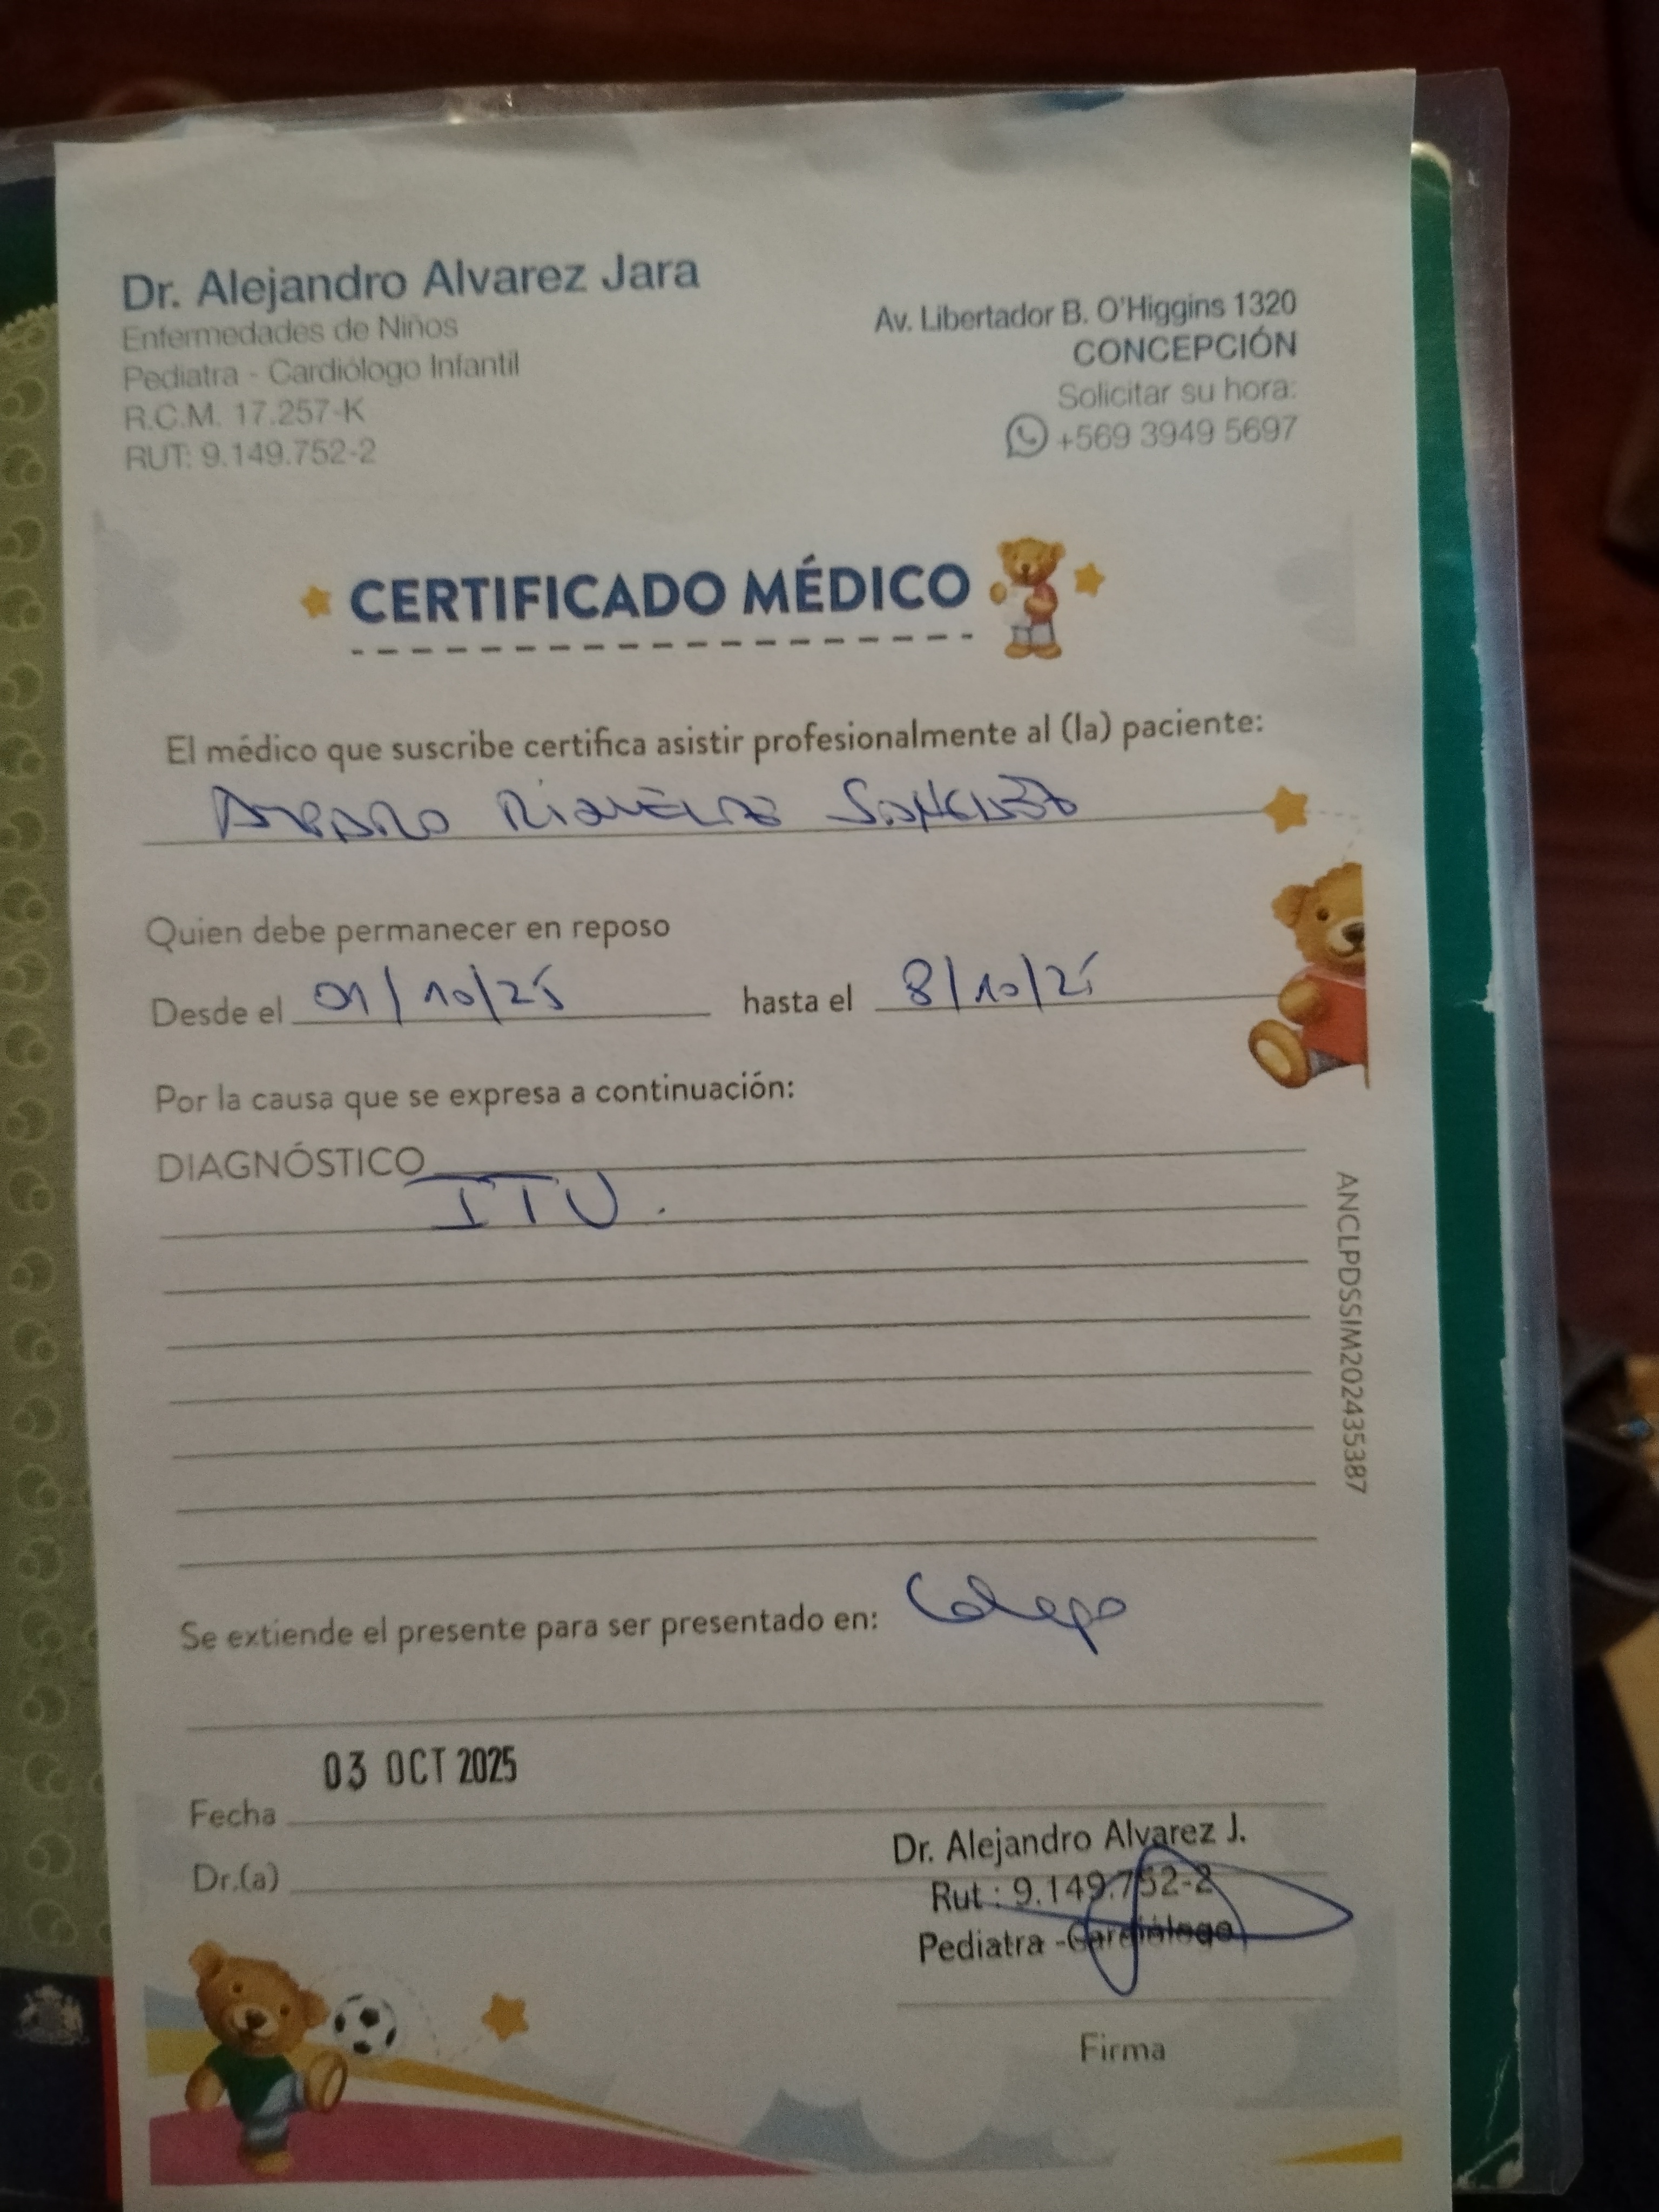 Dr. Alejandro Alvarez Jara
Enfermedades de Niños
Pediatra - Cardiólogo Infantil
R.C.M. 17.257-K
RUT: 9.149.752-2
Av. Libertador B. O'Higgins 1320
CONCEPCIÓN
Solicitar su hora:
+569 3949 5697
CERTIFICADO MÉDICO
El médico que suscribe certifica asistir profesionalmente al (la) paciente:
Quien debe permanecer en reposo
Desde el 01/10/25 hasta el 8/10/25
Por la causa que se expresa a continuación:
DIAGNÓSTICO
ITU.
ANCLPDSSIM202435387
Se extiende el presente para ser presentado en: Colegio
03 OCT 2025
Fecha
Dr.(a)
Dr. Alejandro Alvarez J.
Rut : 9.149.752-2
Pediatra -Cardiólogo
Firma